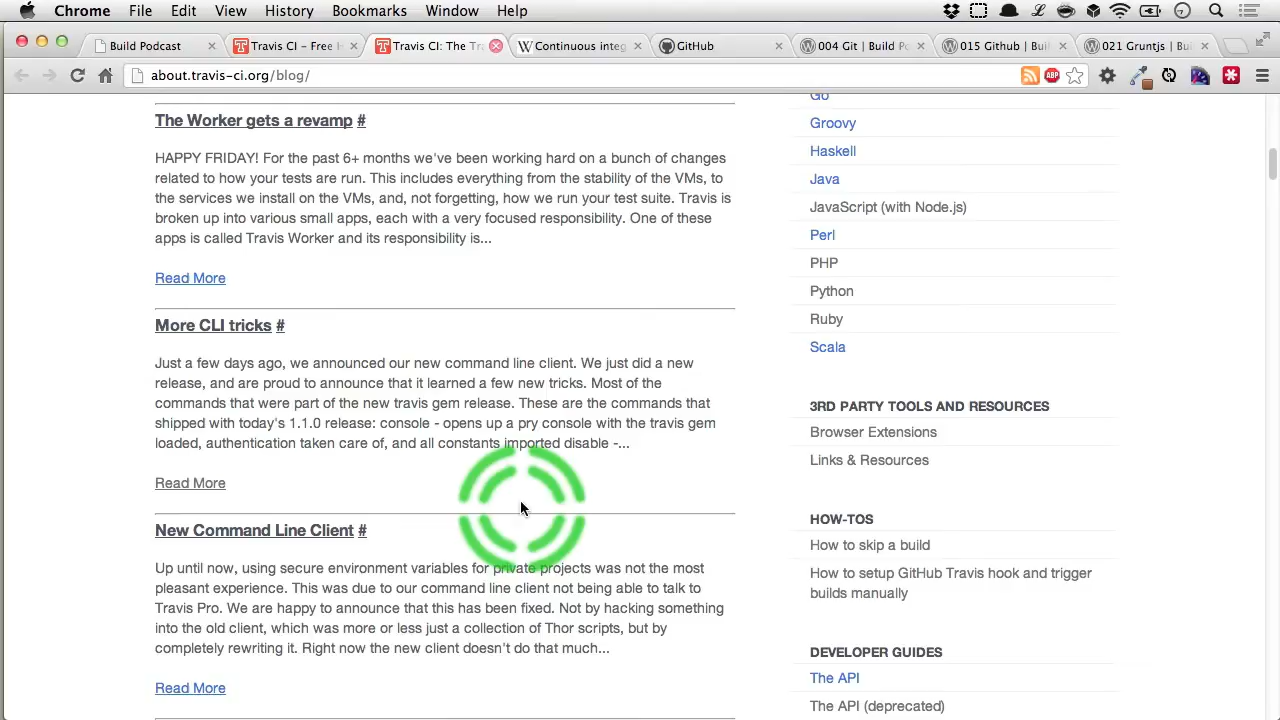 Chrome File Edit View History Bookmarks Window Help
Build Podcast
Travis CI – Free H
Travis CI: The Tra
Continuous integ
GitHub
004 Git | Build P
015 Github | Build
021 Gruntjs | Buil
about.travis-ci.org/blog/
The Worker gets a revamp #
HAPPY FRIDAY! For the past 6+ months we've been working hard on a bunch of changes
related to how your tests are run. This includes everything from the stability of the VMs, to
the services we install on the VMs, and, not forgetting, how we run your test suite. Travis is
broken up into various small apps, each with a very focused responsibility. One of these
apps is called Travis Worker and its responsibility is...
Read More
More CLI tricks #
Just a few days ago, we announced our new command line client. We just did a new
release, and are proud to announce that it learned a few new tricks. Most of the
commands that were part of the new travis gem release. These are the commands that
shipped with today's 1.1.0 release: console - opens up a pry console with the travis gem
loaded, authentication taken care of, and all constants imported disable -...
Read More
New Command Line Client #
Up until now, using secure environment variables for private projects was not the most
pleasant experience. This was due to our command line client not being able to talk to
Travis Pro. We are happy to announce that this has been fixed. Not by hacking something
into the old client, which was more or less just a collection of Thor scripts, but by
completely rewriting it. Right now the new client doesn't do that much...
Read More
Go
Groovy
Haskell
Java
JavaScript (with Node.js)
Perl
PHP
Python
Ruby
Scala
3RD PARTY TOOLS AND RESOURCES
Browser Extensions
Links & Resources
HOW-TOS
How to skip a build
How to setup GitHub Travis hook and trigger
builds manually
DEVELOPER GUIDES
The API
The API (deprecated)